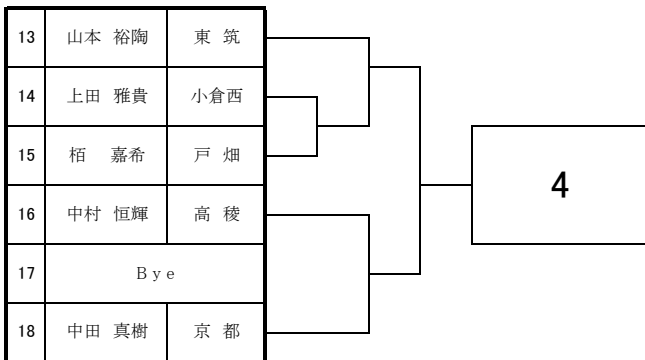 13 山本 裕陶 東 筑
14 上田 雅貴 小倉西
15 栢 嘉希 戸 畑
16 中村 恒輝 高 稜
17 Ｂｙｅ
18 中田 真樹 京 都
4